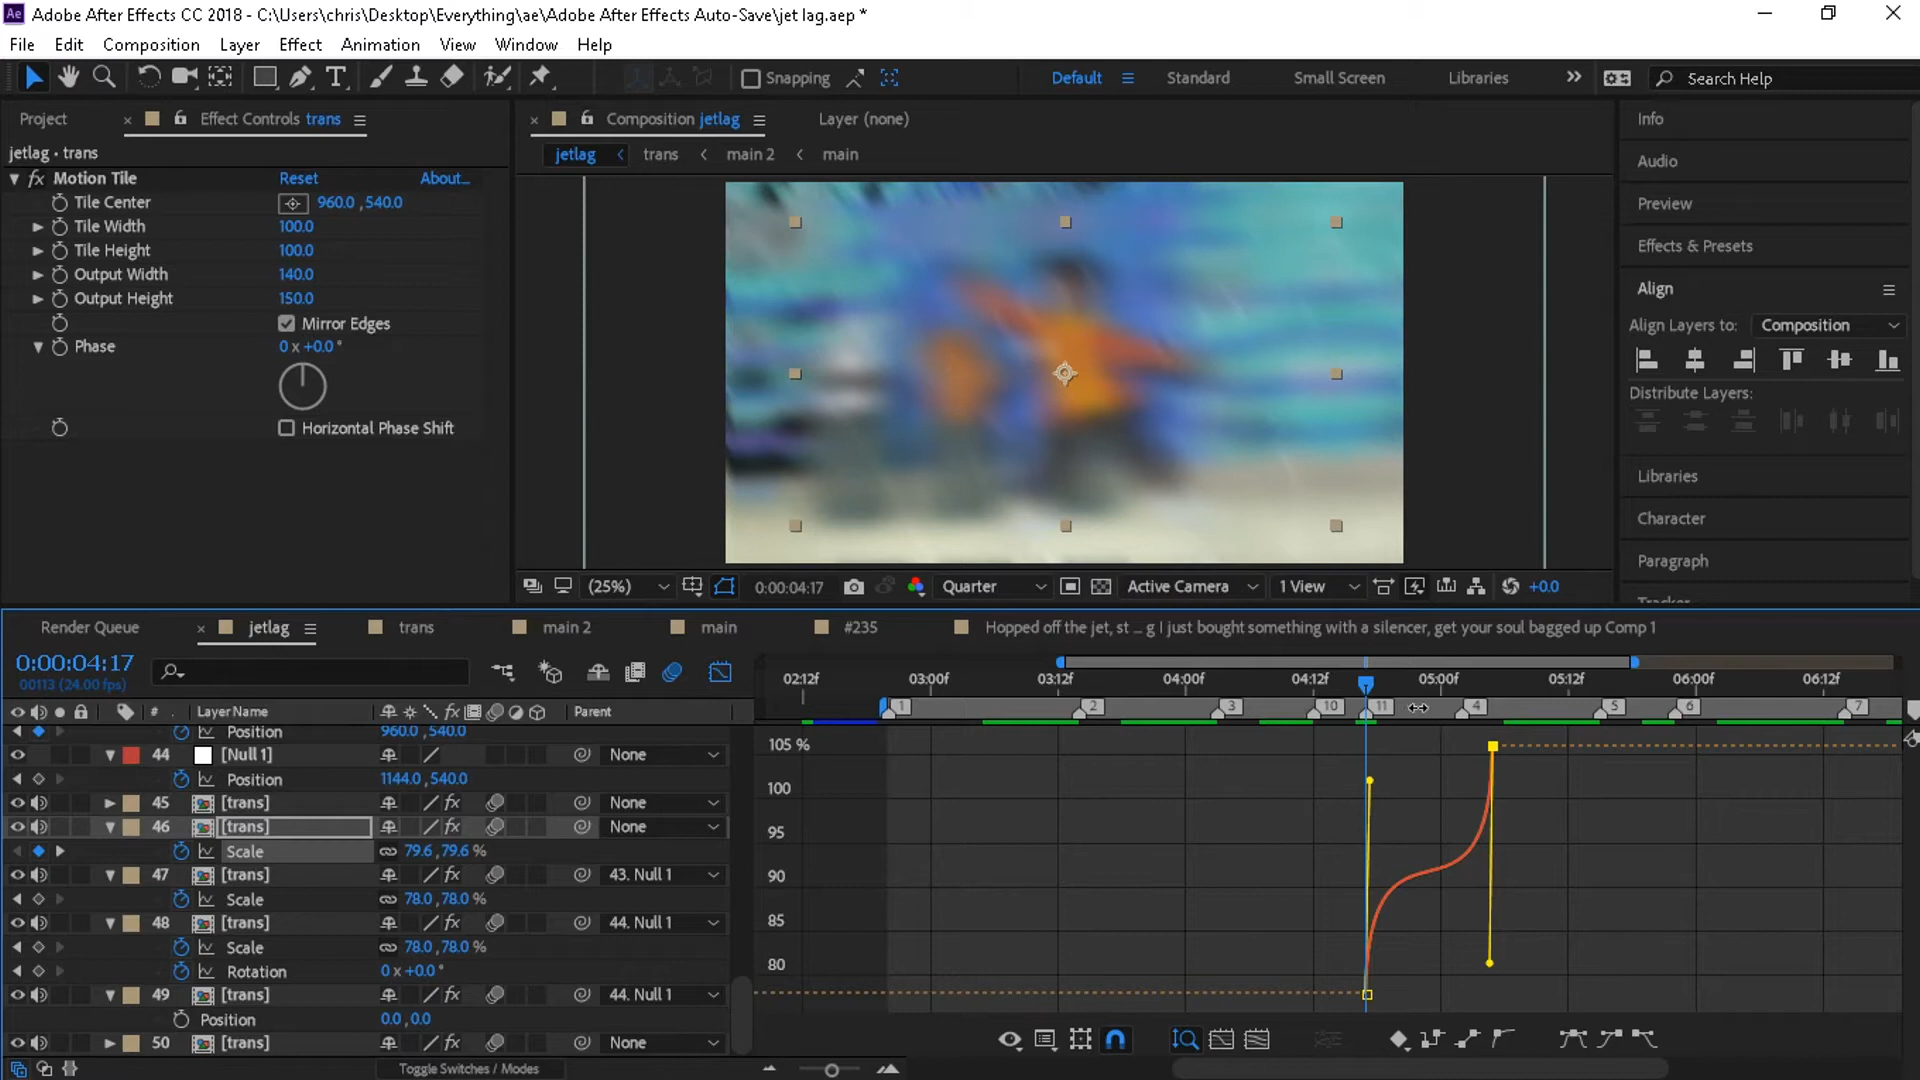 Adobe After Effects CC 2018 - C:\Users\chris\Desktop\Everything\ae\Adobe After Effects Auto-Save\jet lag.aep *
File Edit Composition Layer Effect Animation View Window Help
Snapping Default Standard Small Screen Libraries Search Help
Project Effect Controls trans Composition jetlag Layer (none) Info
jetlag • trans jetlag trans main 2 main
Motion Tile Reset About... Audio
Tile Center 960.0 ,540.0 Preview
Tile Width 100.0
Tile Height 100.0 Effects & Presets
Output Width 140.0
Output Height 150.0 Align
Mirror Edges Align Layers to: Composition
Phase 0 x +0.0 °
Distribute Layers:
Horizontal Phase Shift
Libraries
Character
Paragraph
(25%) 0:00:04:17 Quarter Active Camera 1 View +0.0
Tracker
Render Queue jetlag trans main 2 main #235 Hopped off the jet, st ... g I just bought something with a silencer, get your soul bagged up Comp 1
0:00:04:17
00113 (24.00 fps) 02:12f 03:00f 03:12f 04:00f 04:12f 05:00f 05:12f 06:00f 06:12f
# Layer Name Parent 1 2 3 10 11 4 5 6 7
Position 960.0 ,540.0
105 %
44 [Null 1] None
Position 1144.0 ,540.0 100
45 [trans] None
46 [trans] None 95
Scale 79.6 ,79.6 %
47 [trans] 43. Null 1 90
Scale 78.0 ,78.0 %
48 [trans] 44. Null 1 85
Scale 78.0 ,78.0 %
Rotation 0 x +0.0 ° 80
49 [trans] 44. Null 1
Position 0.0 ,0.0
50 [trans] None
Toggle Switches / Modes